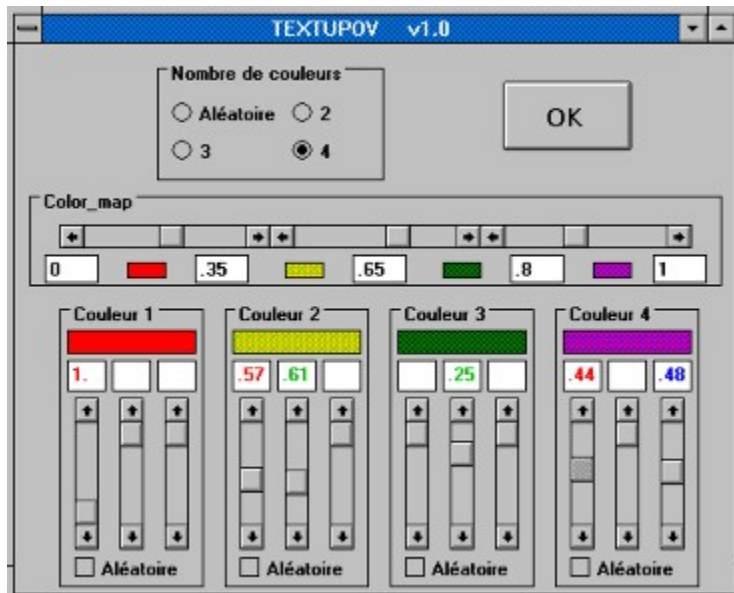 TEXTUPOV v1.0
Nombre de couleurs
Aléatoire 2
3 4
OK
Color_map
0 .35 .65 .8 1
Couleur 1 Couleur 2 Couleur 3 Couleur 4
1. .57 .61 .25 .44 .48
Aléatoire Aléatoire Aléatoire Aléatoire